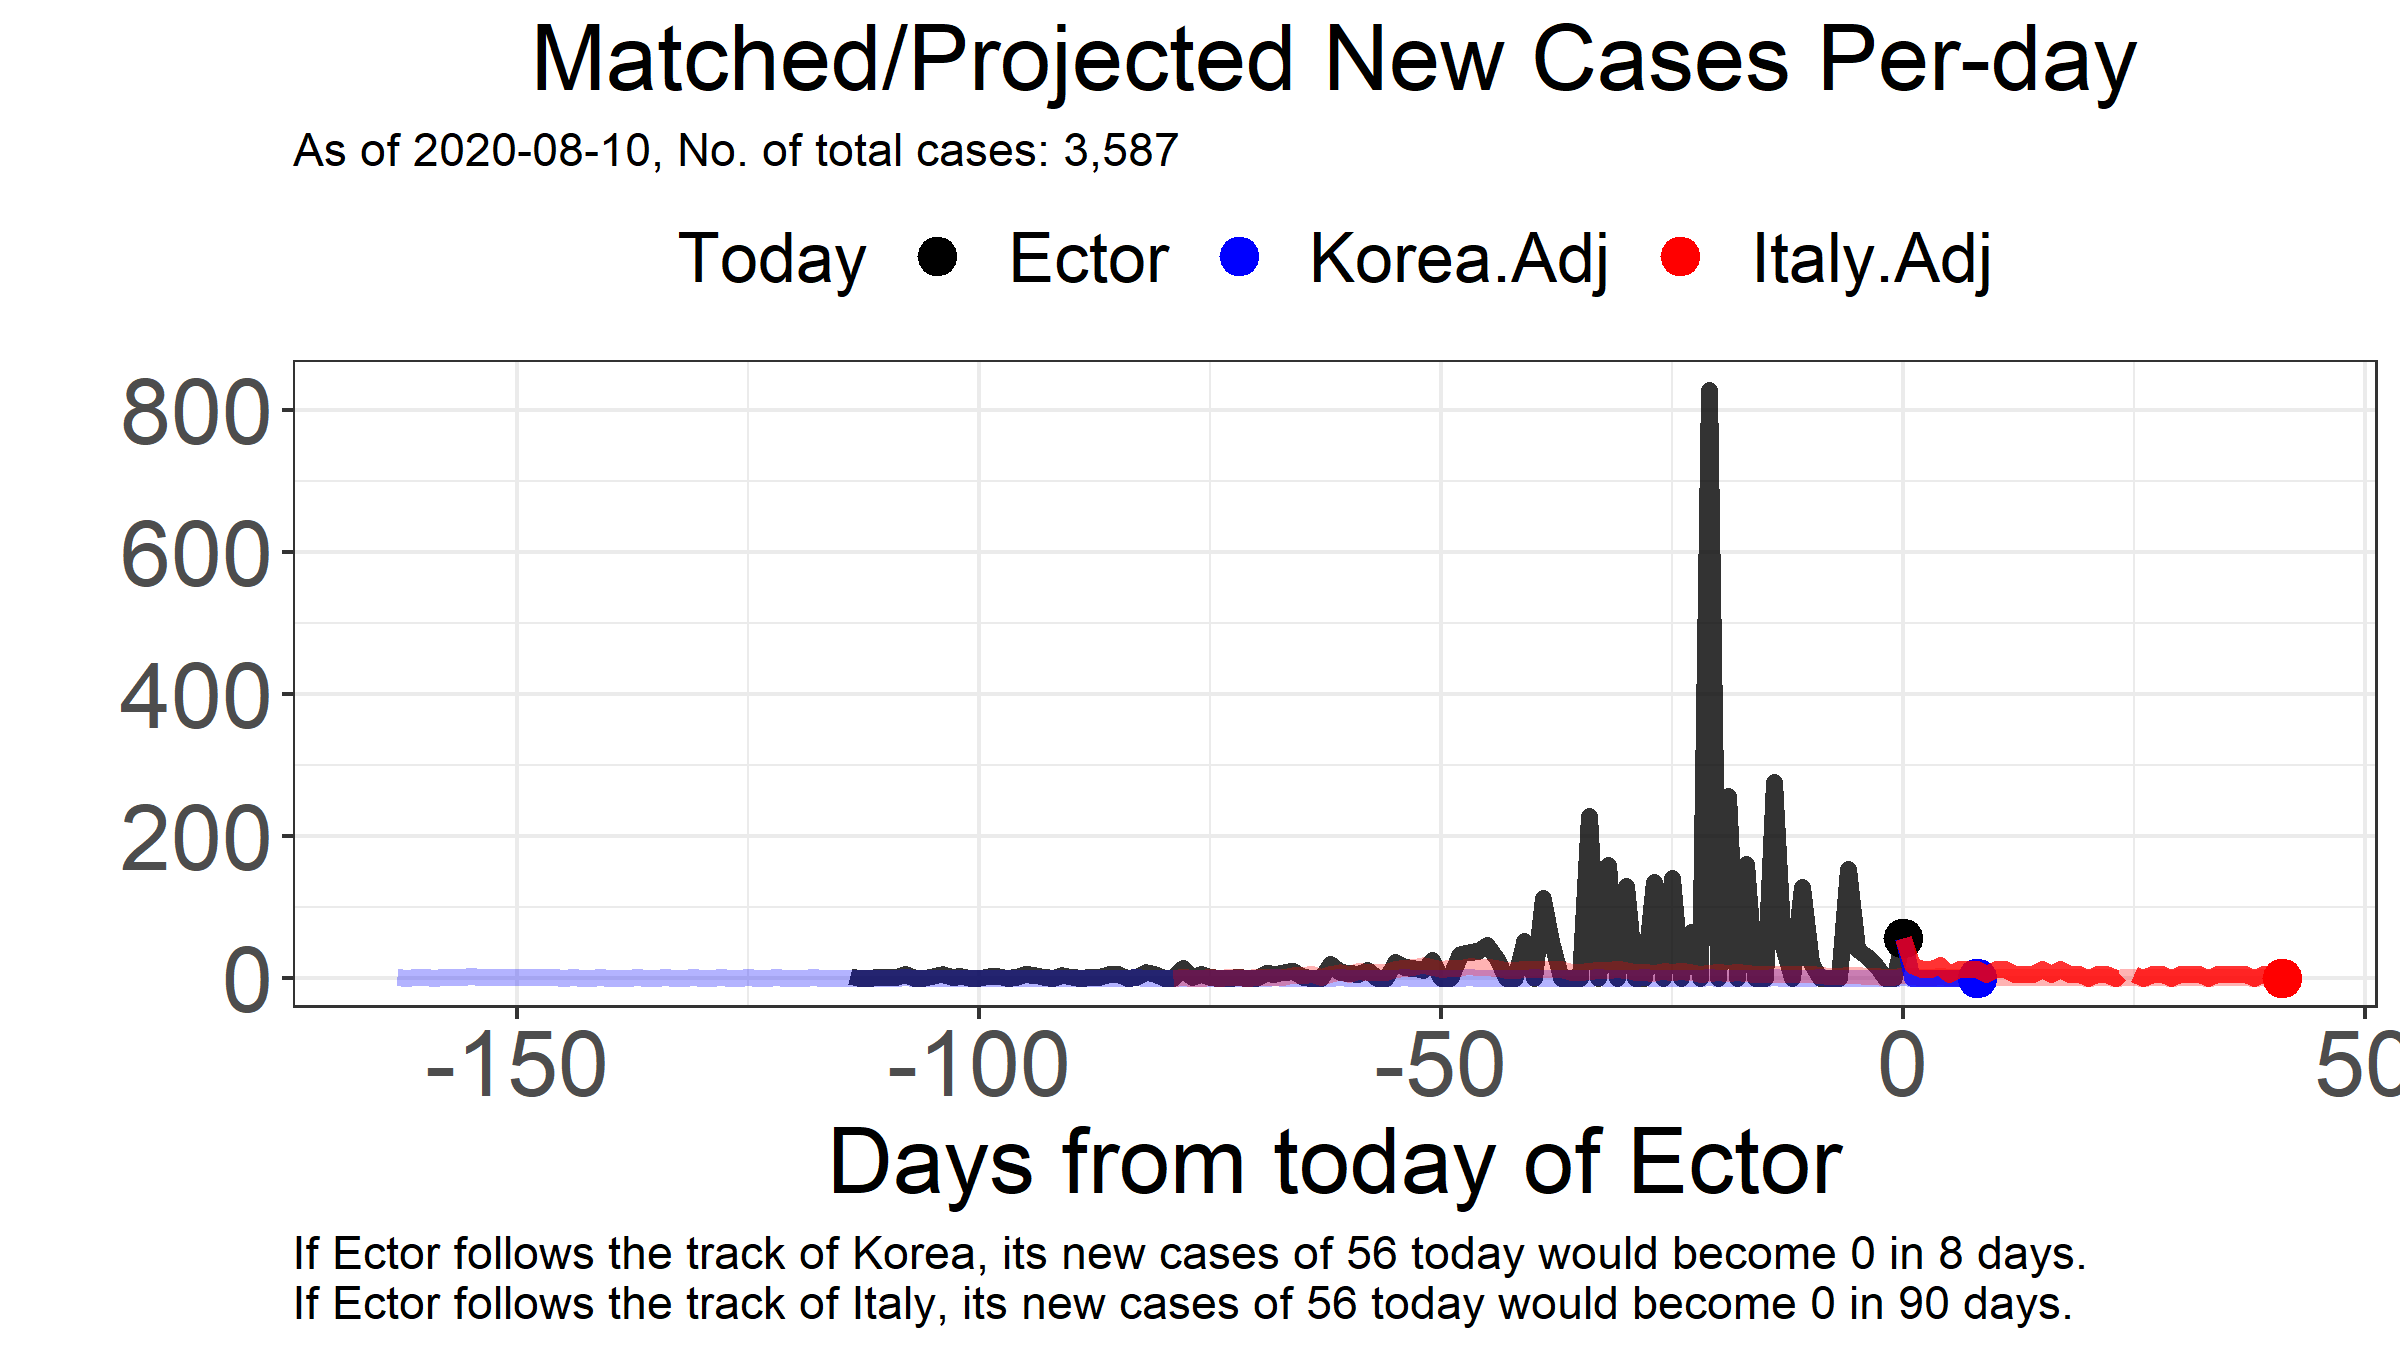 Matched/Projected New Cases Per-day
As of 2020-08-10, No. of total cases: 3,587
Today Ector Korea.Adj Italy.Adj
800
600
400
200
0
-150 -100 -50 0 50
Days from today of Ector
If Ector follows the track of Korea, its new cases of 56 today would become 0 in 8 days.
If Ector follows the track of Italy, its new cases of 56 today would become 0 in 90 days.